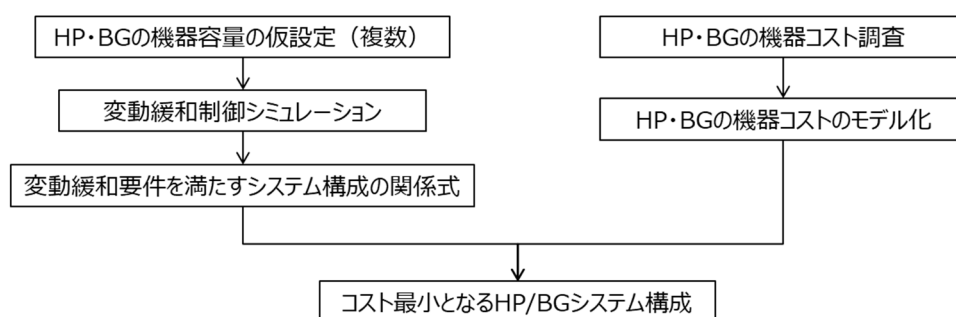 HP・BGの機器容量の仮設定（複数）
変動緩和制御シミュレーション
変動緩和要件を満たすシステム構成の関係式
HP・BGの機器コスト調査
HP・BGの機器コストのモデル化
コスト最小となるHP/BGシステム構成